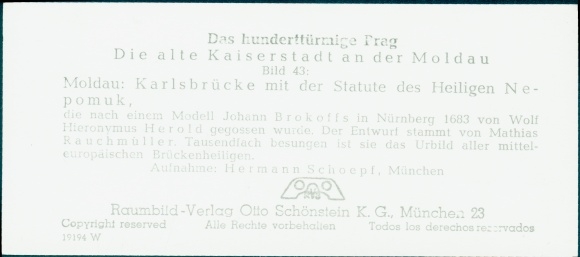 Das hunderttürmige Prag
Die alte Kaiserstadt an der Moldau
Bild 43:
Moldau: Karlsbrücke mit der Statute des Heiligen Ne-
pomuk,
die nach einem Modell Johann Brokoffs in Nürnberg 1683 von Wolf
Hieronymus Herold gegossen wurde. Der Entwurf stammt von Mathias
Rauchmüller. Tausendfach besungen ist sie das Urbild aller mittel-
europäischen Brückenheiligen.
Aufnahme: Hermann Schoepf, München
Raumbild-Verlag Otto Schönstein K. G., München 23
Copyright reserved Alle Rechte vorbehalten Todos los derechos reservados
19194 W